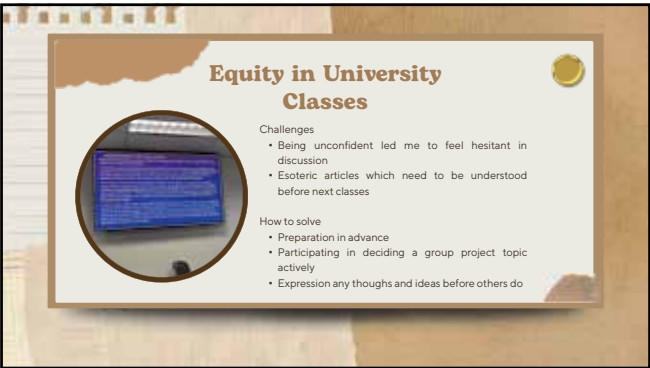 Equity in University
Classes
Challenges
• Being unconfident led me to feel hesitant in
discussion
• Esoteric articles which need to be understood
before next classes
How to solve
• Preparation in advance
• Participating in deciding a group project topic
actively
• Expression any thoughs and ideas before others do